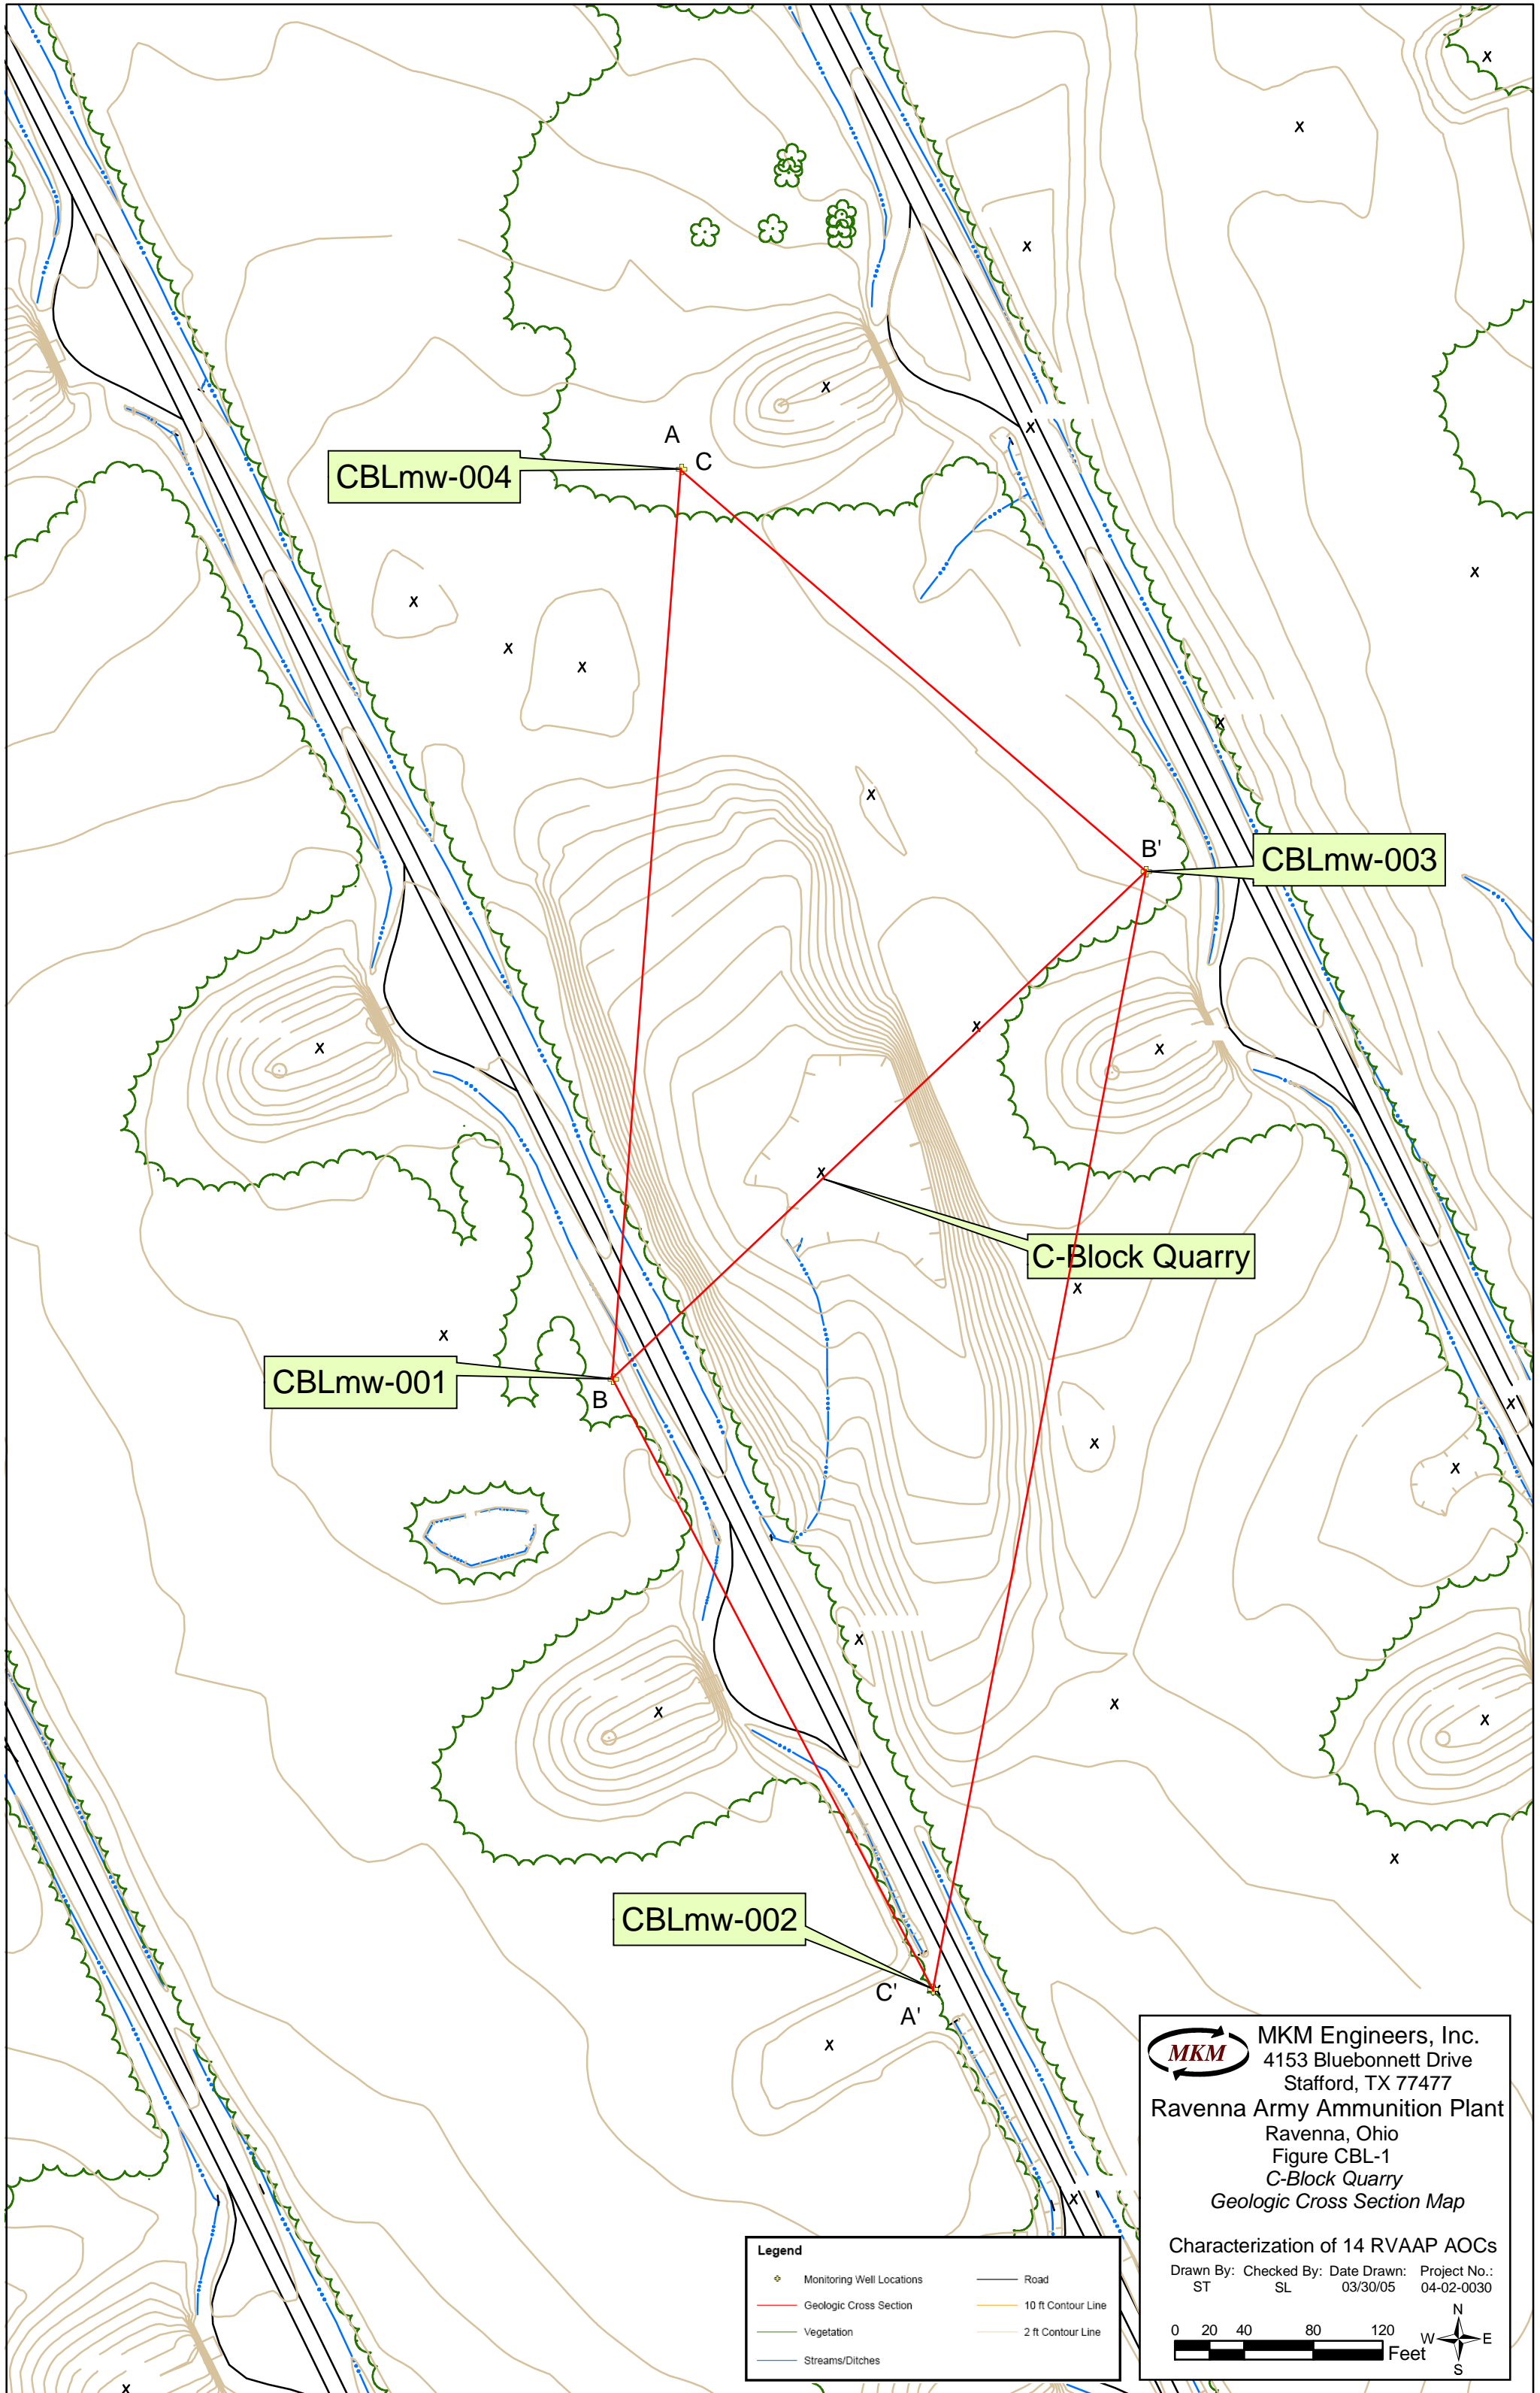 A
C
CBLmw-004
B'
CBLmw-003
C-Block Quarry
CBLmw-001
B
CBLmw-002
C'
A'
MKM
MKM Engineers, Inc.
4153 Bluebonnett Drive
Stafford, TX 77477
Ravenna Army Ammunition Plant
Ravenna, Ohio
Figure CBL-1
C-Block Quarry
Geologic Cross Section Map
Characterization of 14 RVAAP AOCs
Drawn By: Checked By: Date Drawn: Project No.:
ST SL 03/30/05 04-02-0030
0 20 40 80 120
Feet
N
W E
S
Legend
Monitoring Well Locations
Geologic Cross Section
Vegetation
Streams/Ditches
Road
10 ft Contour Line
2 ft Contour Line